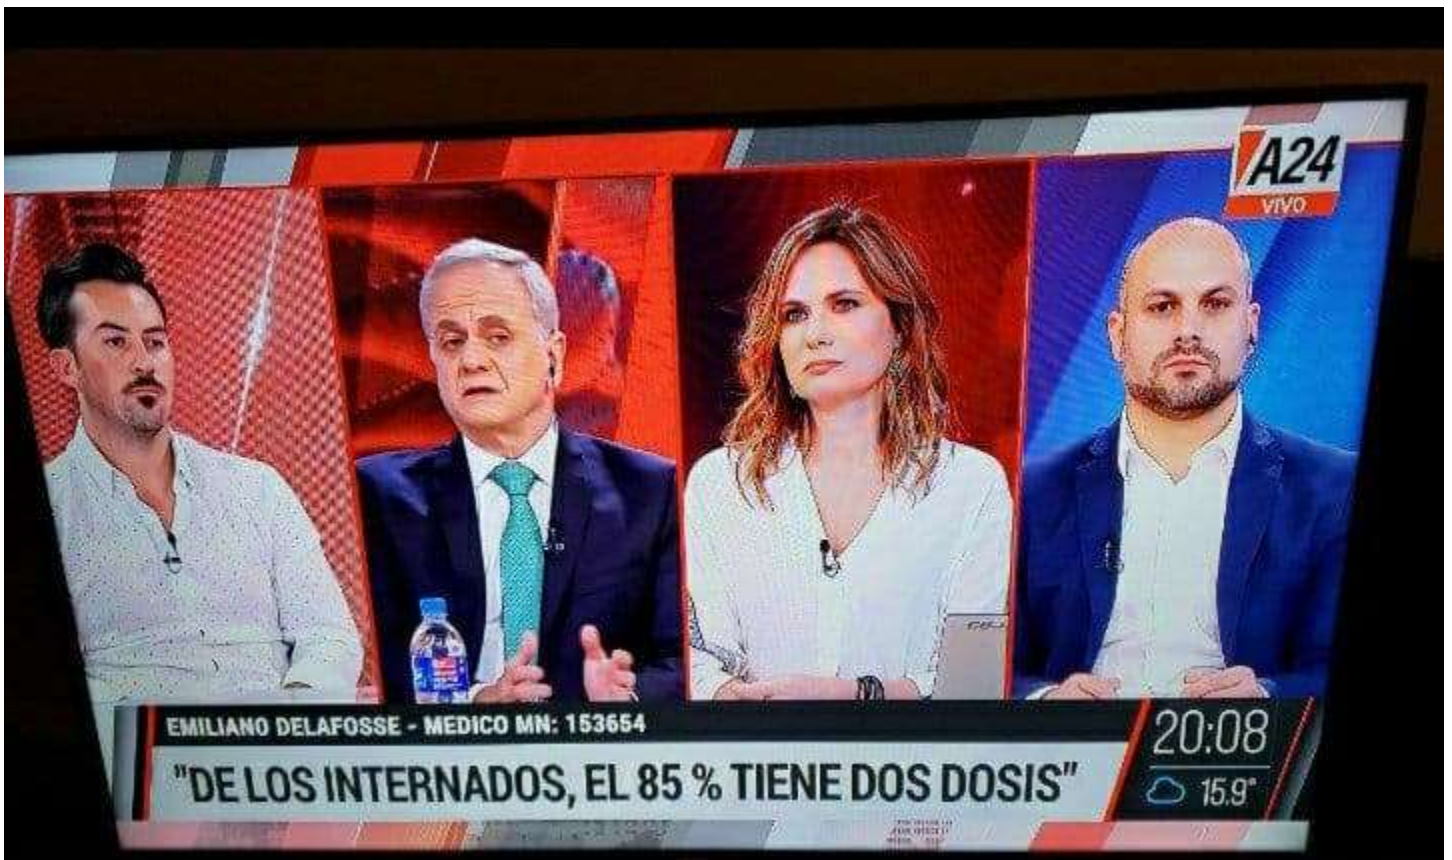 A24
VIVO
EMILIANO DELAFOSSE - MEDICO MN: 153654
20:08
"DE LOS INTERNADOS, EL 85 % TIENE DOS DOSIS"
15.9°